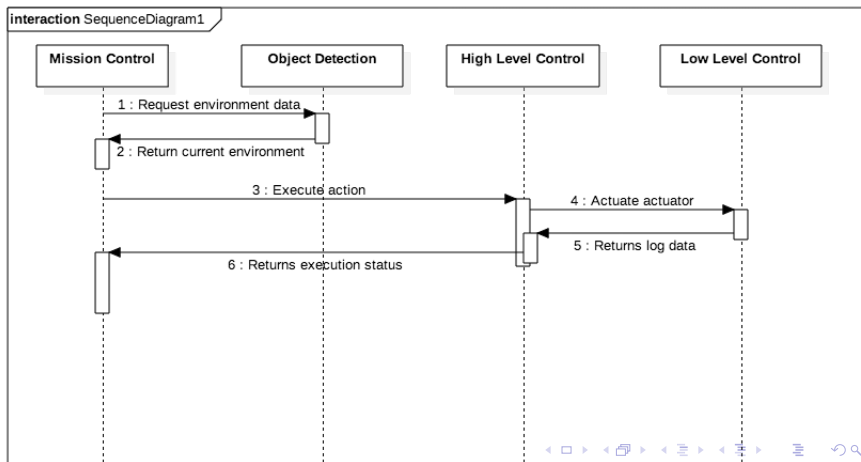 interaction SequenceDiagram1
Mission Control
Object Detection
High Level Control
Low Level Control
1 : Request environment data
2 : Return current environment
3 : Execute action
4 : Actuate actuator
5 : Returns log data
6 : Returns execution status